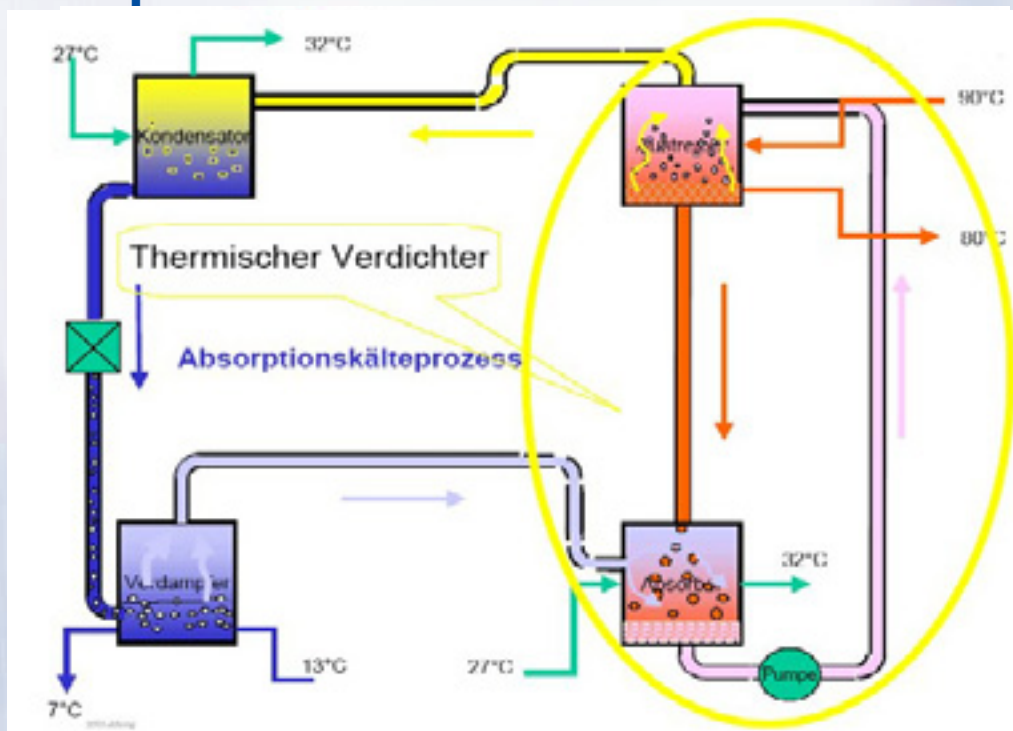 32°C
27°C
90°C
Kondensator
80°C
Thermischer Verdichter
Absorptionskälteprozess
Verdampfer
32°C
13°C
27°C
Pumpe
7°C